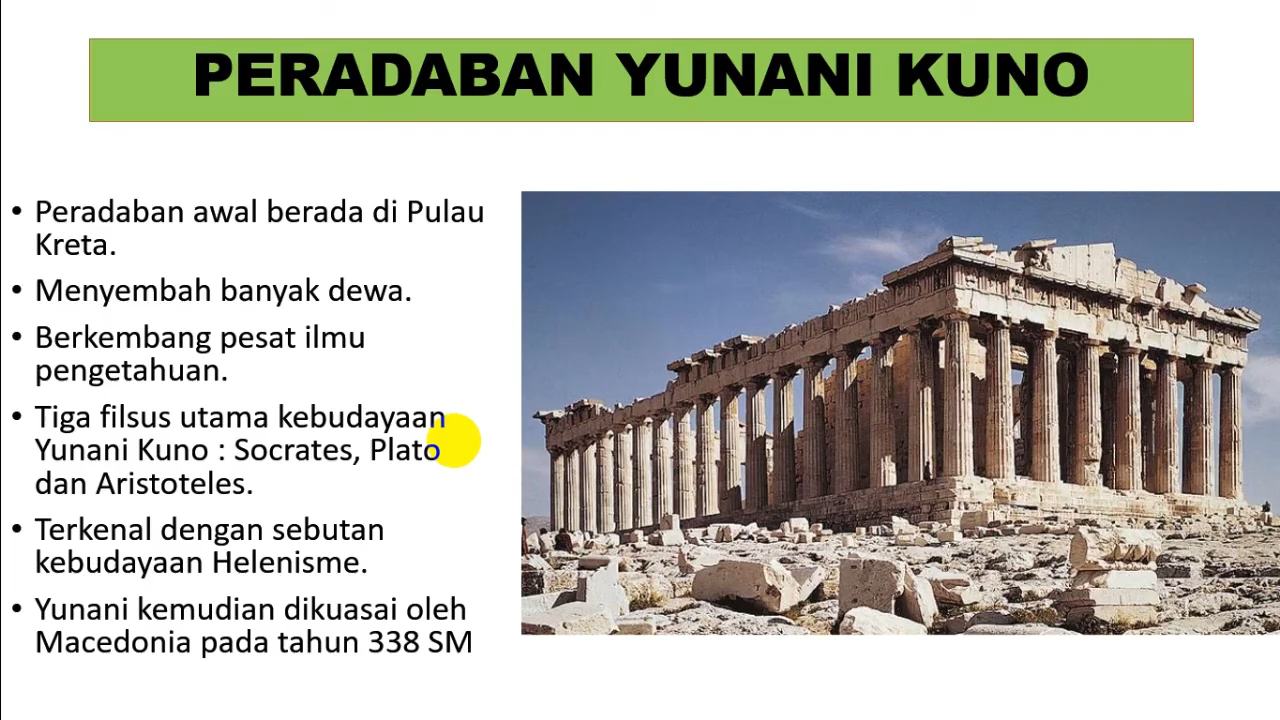 PERADABAN YUNANI KUNO
• Peradaban awal berada di Pulau
Kreta.
• Menyembah banyak dewa.
• Berkembang pesat ilmu
pengetahuan.
• Tiga filsus utama kebudayaan
Yunani Kuno : Socrates, Plato
dan Aristoteles.
• Terkenal dengan sebutan
kebudayaan Helenisme.
• Yunani kemudian dikuasai oleh
Macedonia pada tahun 338 SM